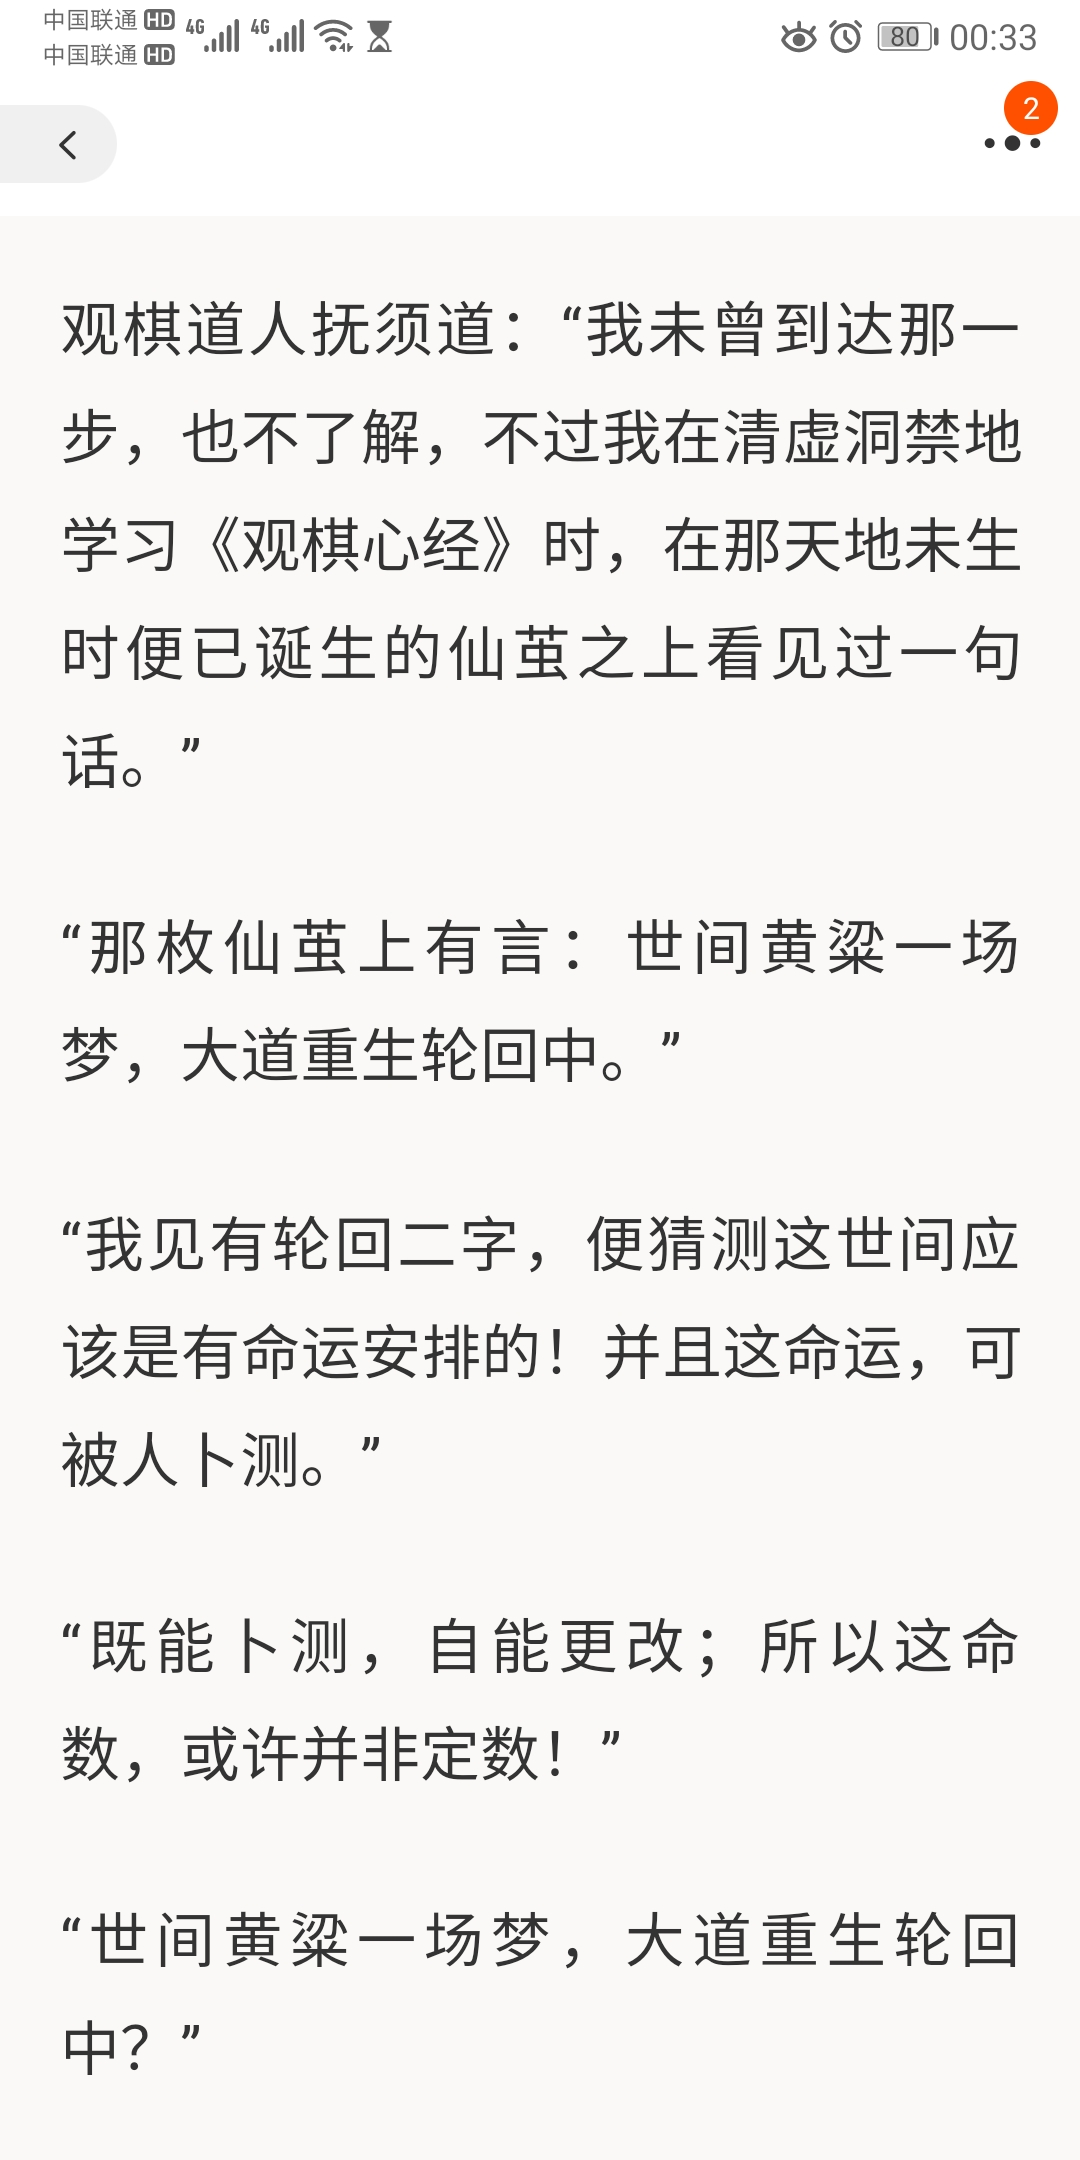 中国联通 HD 4G 4G 80 00:33
中国联通 HD
2
观棋道人抚须道：“我未曾到达那一
步，也不了解，不过我在清虚洞禁地
学习《观棋心经》时，在那天地未生
时便已诞生的仙茧之上看见过一句
话。”
“那枚仙茧上有言：世间黄粱一场
梦，大道重生轮回中。”
“我见有轮回二字，便猜测这世间应
该是有命运安排的！并且这命运，可
被人卜测。”
“既能卜测，自能更改；所以这命
数，或许并非定数！”
“世间黄粱一场梦，大道重生轮回
中？”